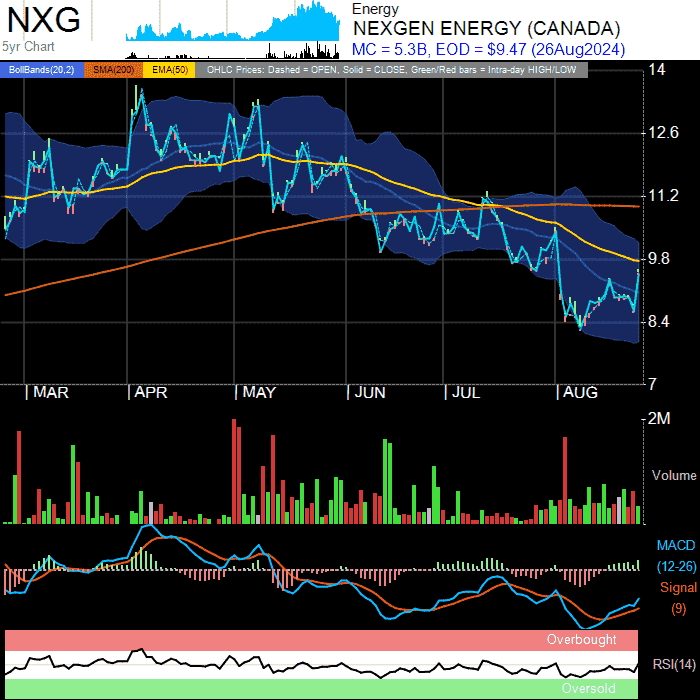 NXG
5yr Chart
Energy
NEXGEN ENERGY (CANADA)
MC = 5.3B, EOD = $9.47 (26Aug2024)
BollBands(20,2) SMA(200) EMA(50) OHLC Prices: Dashed = OPEN, Solid = CLOSE, Green/Red bars = Intra-day HIGH/LOW
14
12.6
11.2
9.8
8.4
7
MAR APR MAY JUN JUL AUG
2M
Volume
MACD
(12-26)
Signal
(9)
Overbought
RSI(14)
Oversold